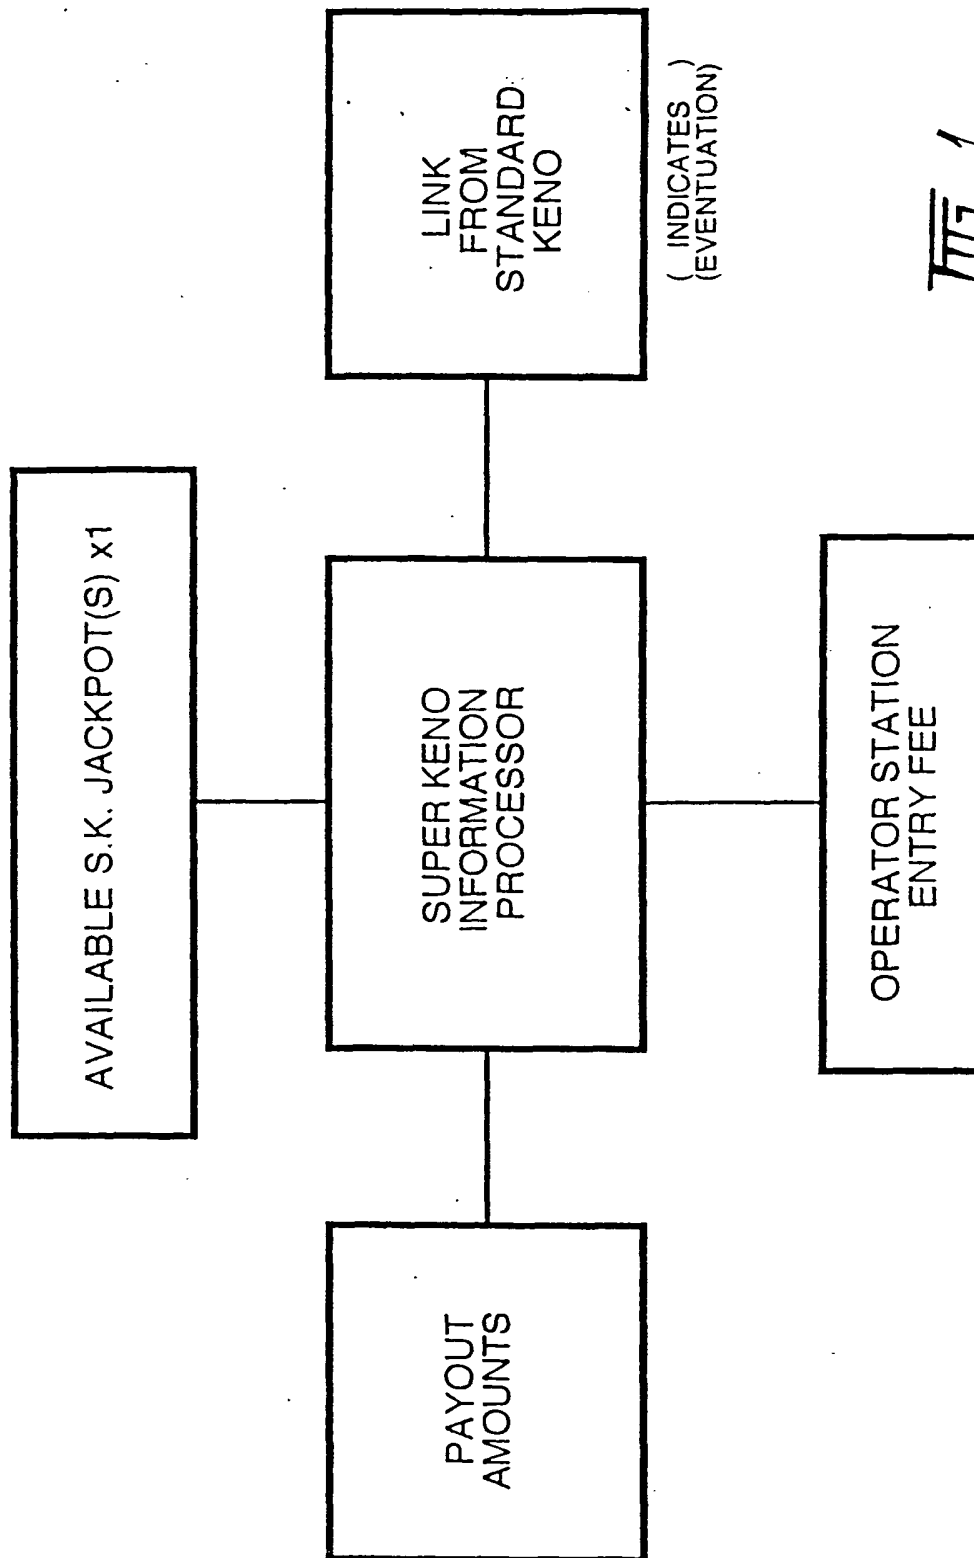 AVAILABLE S.K. JACKPOT(S) x1
PAYOUT
AMOUNTS
SUPER KENO
INFORMATION
PROCESSOR
LINK
FROM
STANDARD
KENO
( INDICATES )
(EVENTUATION)
OPERATOR STATION
ENTRY FEE